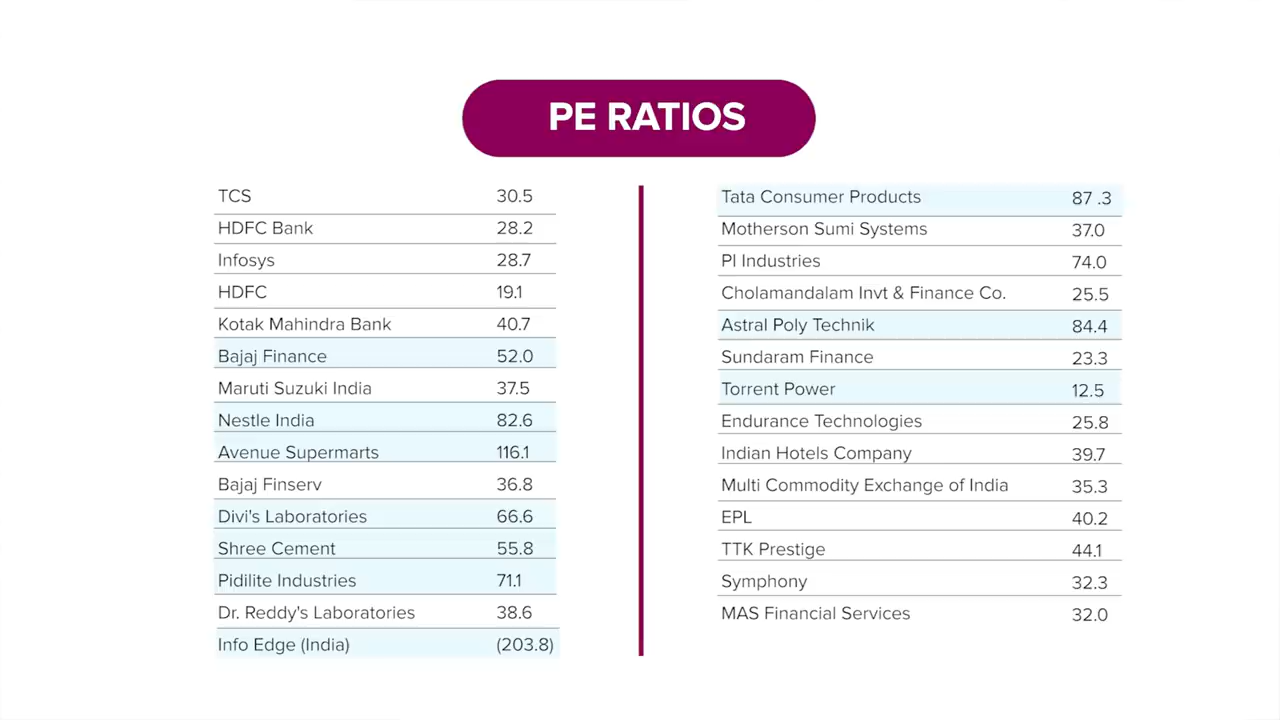 PE RATIOS
TCS 30.5
HDFC Bank 28.2
Infosys 28.7
HDFC 19.1
Kotak Mahindra Bank 40.7
Bajaj Finance 52.0
Maruti Suzuki India 37.5
Nestle India 82.6
Avenue Supermarts 116.1
Bajaj Finserv 36.8
Divi's Laboratories 66.6
Shree Cement 55.8
Pidilite Industries 71.1
Dr. Reddy's Laboratories 38.6
Info Edge (India) (203.8)
Tata Consumer Products 87 .3
Motherson Sumi Systems 37.0
PI Industries 74.0
Cholamandalam Invt & Finance Co. 25.5
Astral Poly Technik 84.4
Sundaram Finance 23.3
Torrent Power 12.5
Endurance Technologies 25.8
Indian Hotels Company 39.7
Multi Commodity Exchange of India 35.3
EPL 40.2
TTK Prestige 44.1
Symphony 32.3
MAS Financial Services 32.0